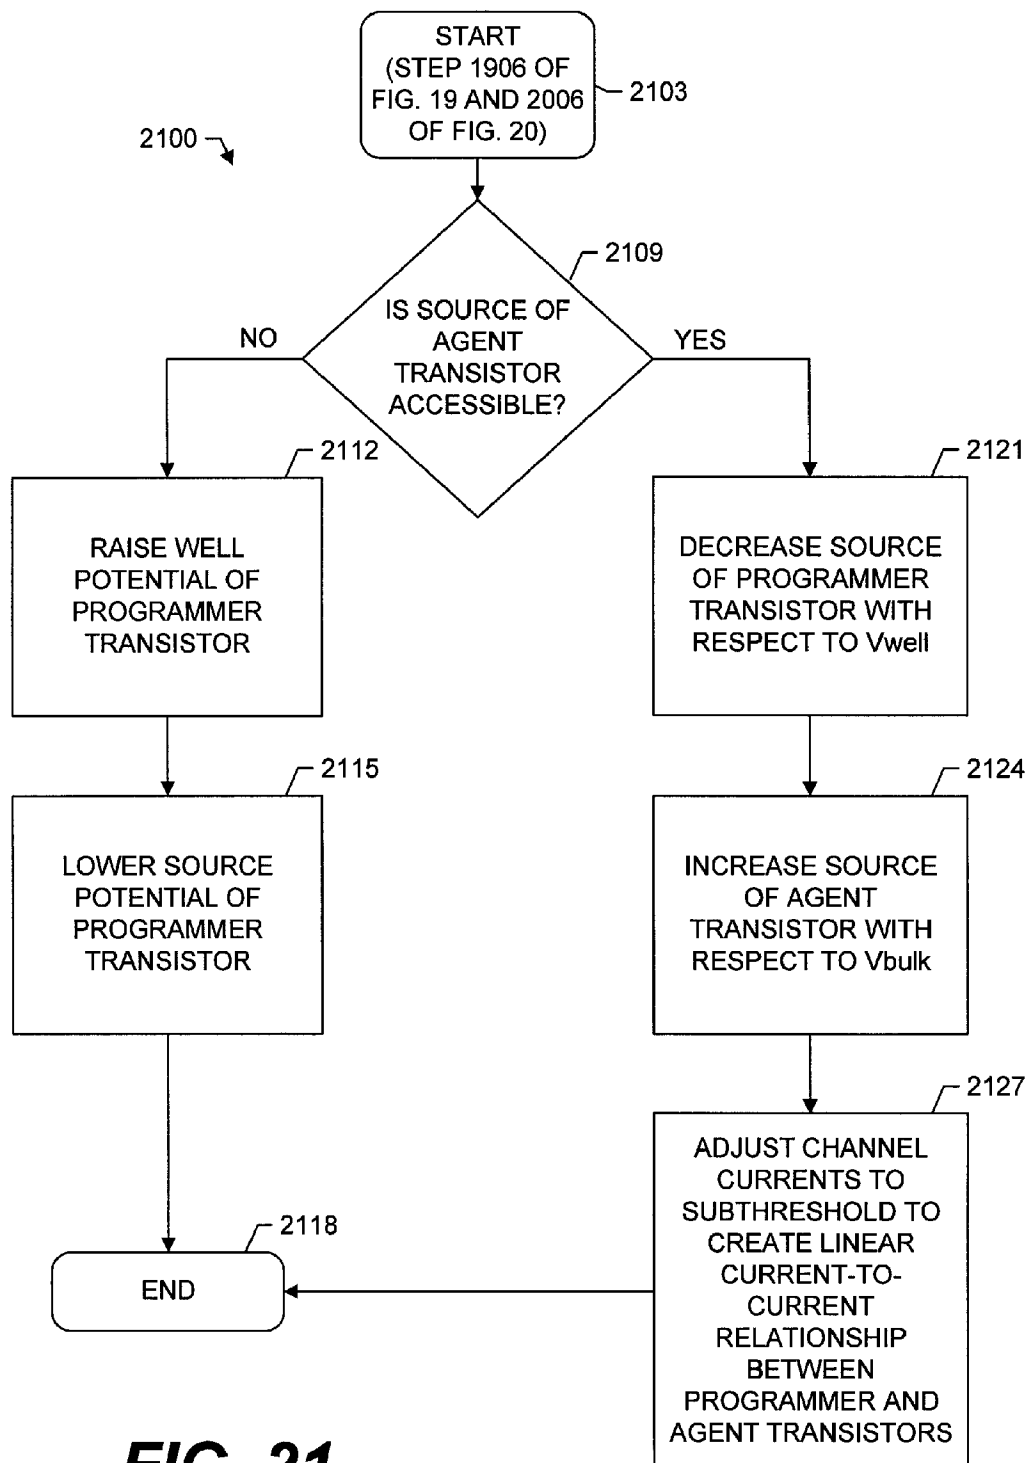 START
(STEP 1906 OF
FIG. 19 AND 2006
OF FIG. 20)
2103
2100
2109
IS SOURCE OF
AGENT
TRANSISTOR
ACCESSIBLE?
NO
YES
2112
RAISE WELL
POTENTIAL OF
PROGRAMMER
TRANSISTOR
2121
DECREASE SOURCE
OF PROGRAMMER
TRANSISTOR WITH
RESPECT TO Vwell
2115
LOWER SOURCE
POTENTIAL OF
PROGRAMMER
TRANSISTOR
2124
INCREASE SOURCE
OF AGENT
TRANSISTOR WITH
RESPECT TO Vbulk
2127
ADJUST CHANNEL
CURRENTS TO
SUBTHRESHOLD TO
CREATE LINEAR
CURRENT-TO-
CURRENT
RELATIONSHIP
BETWEEN
PROGRAMMER AND
AGENT TRANSISTORS
2118
END
FIG. 21